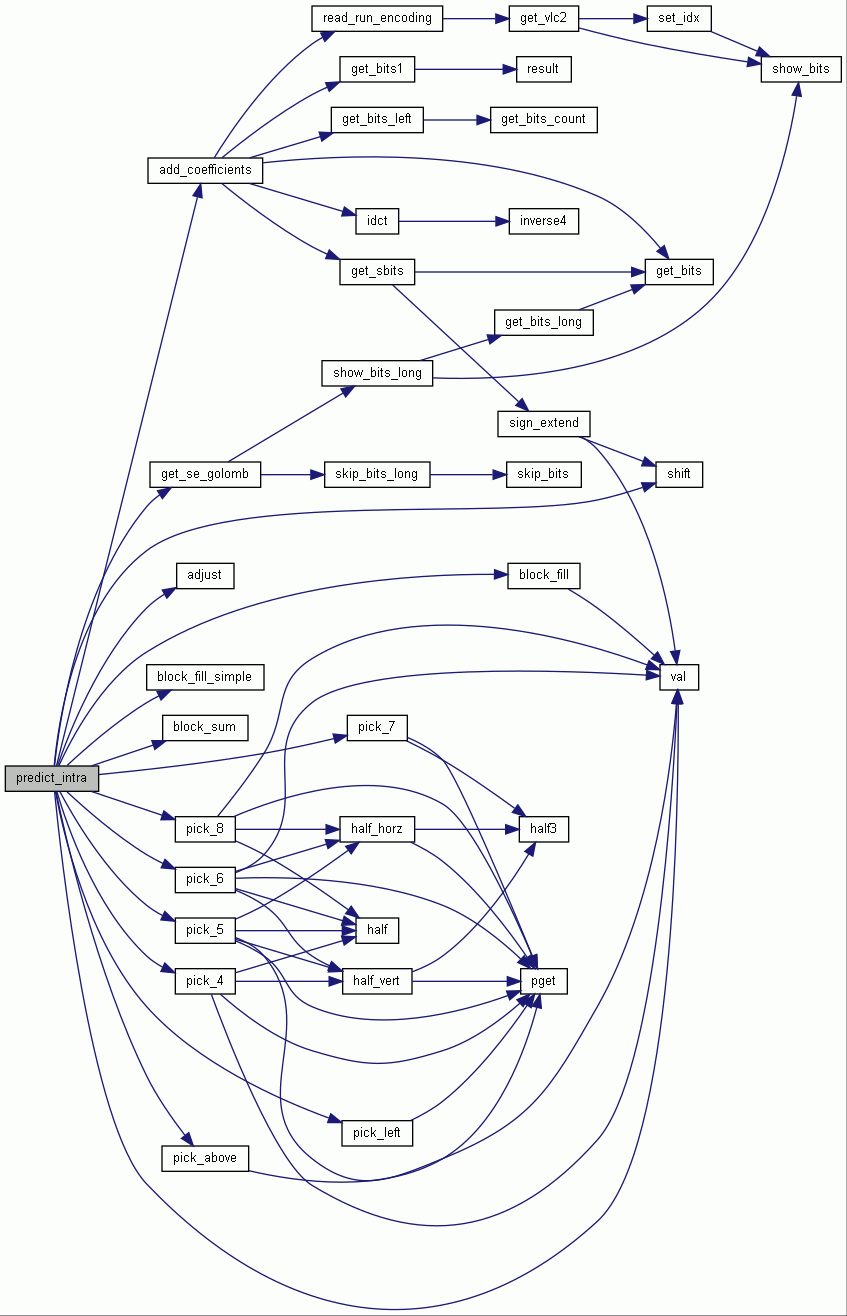 read_run_encoding
get_vlc2
set_idx
show_bits
get_bits1
result
get_bits_left
get_bits_count
add_coefficients
idct
inverse4
get_sbits
get_bits
get_bits_long
show_bits_long
sign_extend
get_se_golomb
skip_bits_long
skip_bits
shift
adjust
block_fill
block_fill_simple
val
block_sum
pick_7
predict_intra
pick_8
half_horz
half3
pick_6
pick_5
half
pick_4
half_vert
pget
pick_left
pick_above